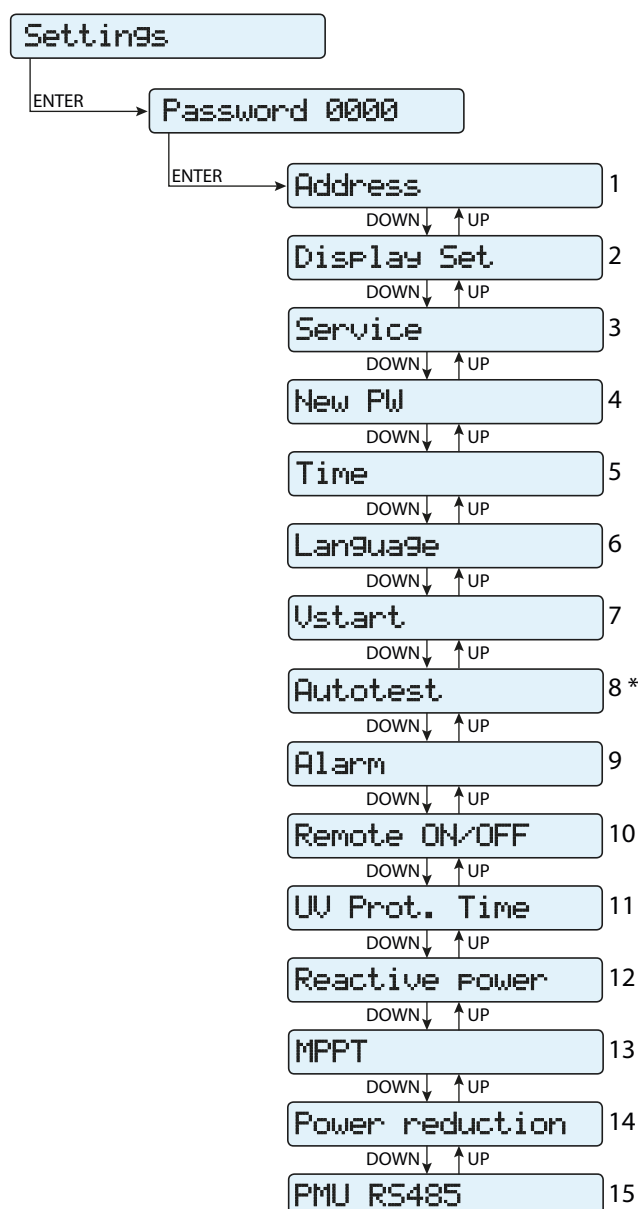 Settings
ENTER
Password 0000
ENTER
Address 1
DOWN UP
Display Set 2
DOWN UP
Service 3
DOWN UP
New PW 4
DOWN UP
Time 5
DOWN UP
Language 6
DOWN UP
Vstart 7
DOWN UP
Autotest 8 *
DOWN UP
Alarm 9
DOWN UP
Remote ON/OFF 10
DOWN UP
UV Prot. Time 11
DOWN UP
Reactive power 12
DOWN UP
MPPT 13
DOWN UP
Power reduction 14
DOWN UP
PMU RS485 15